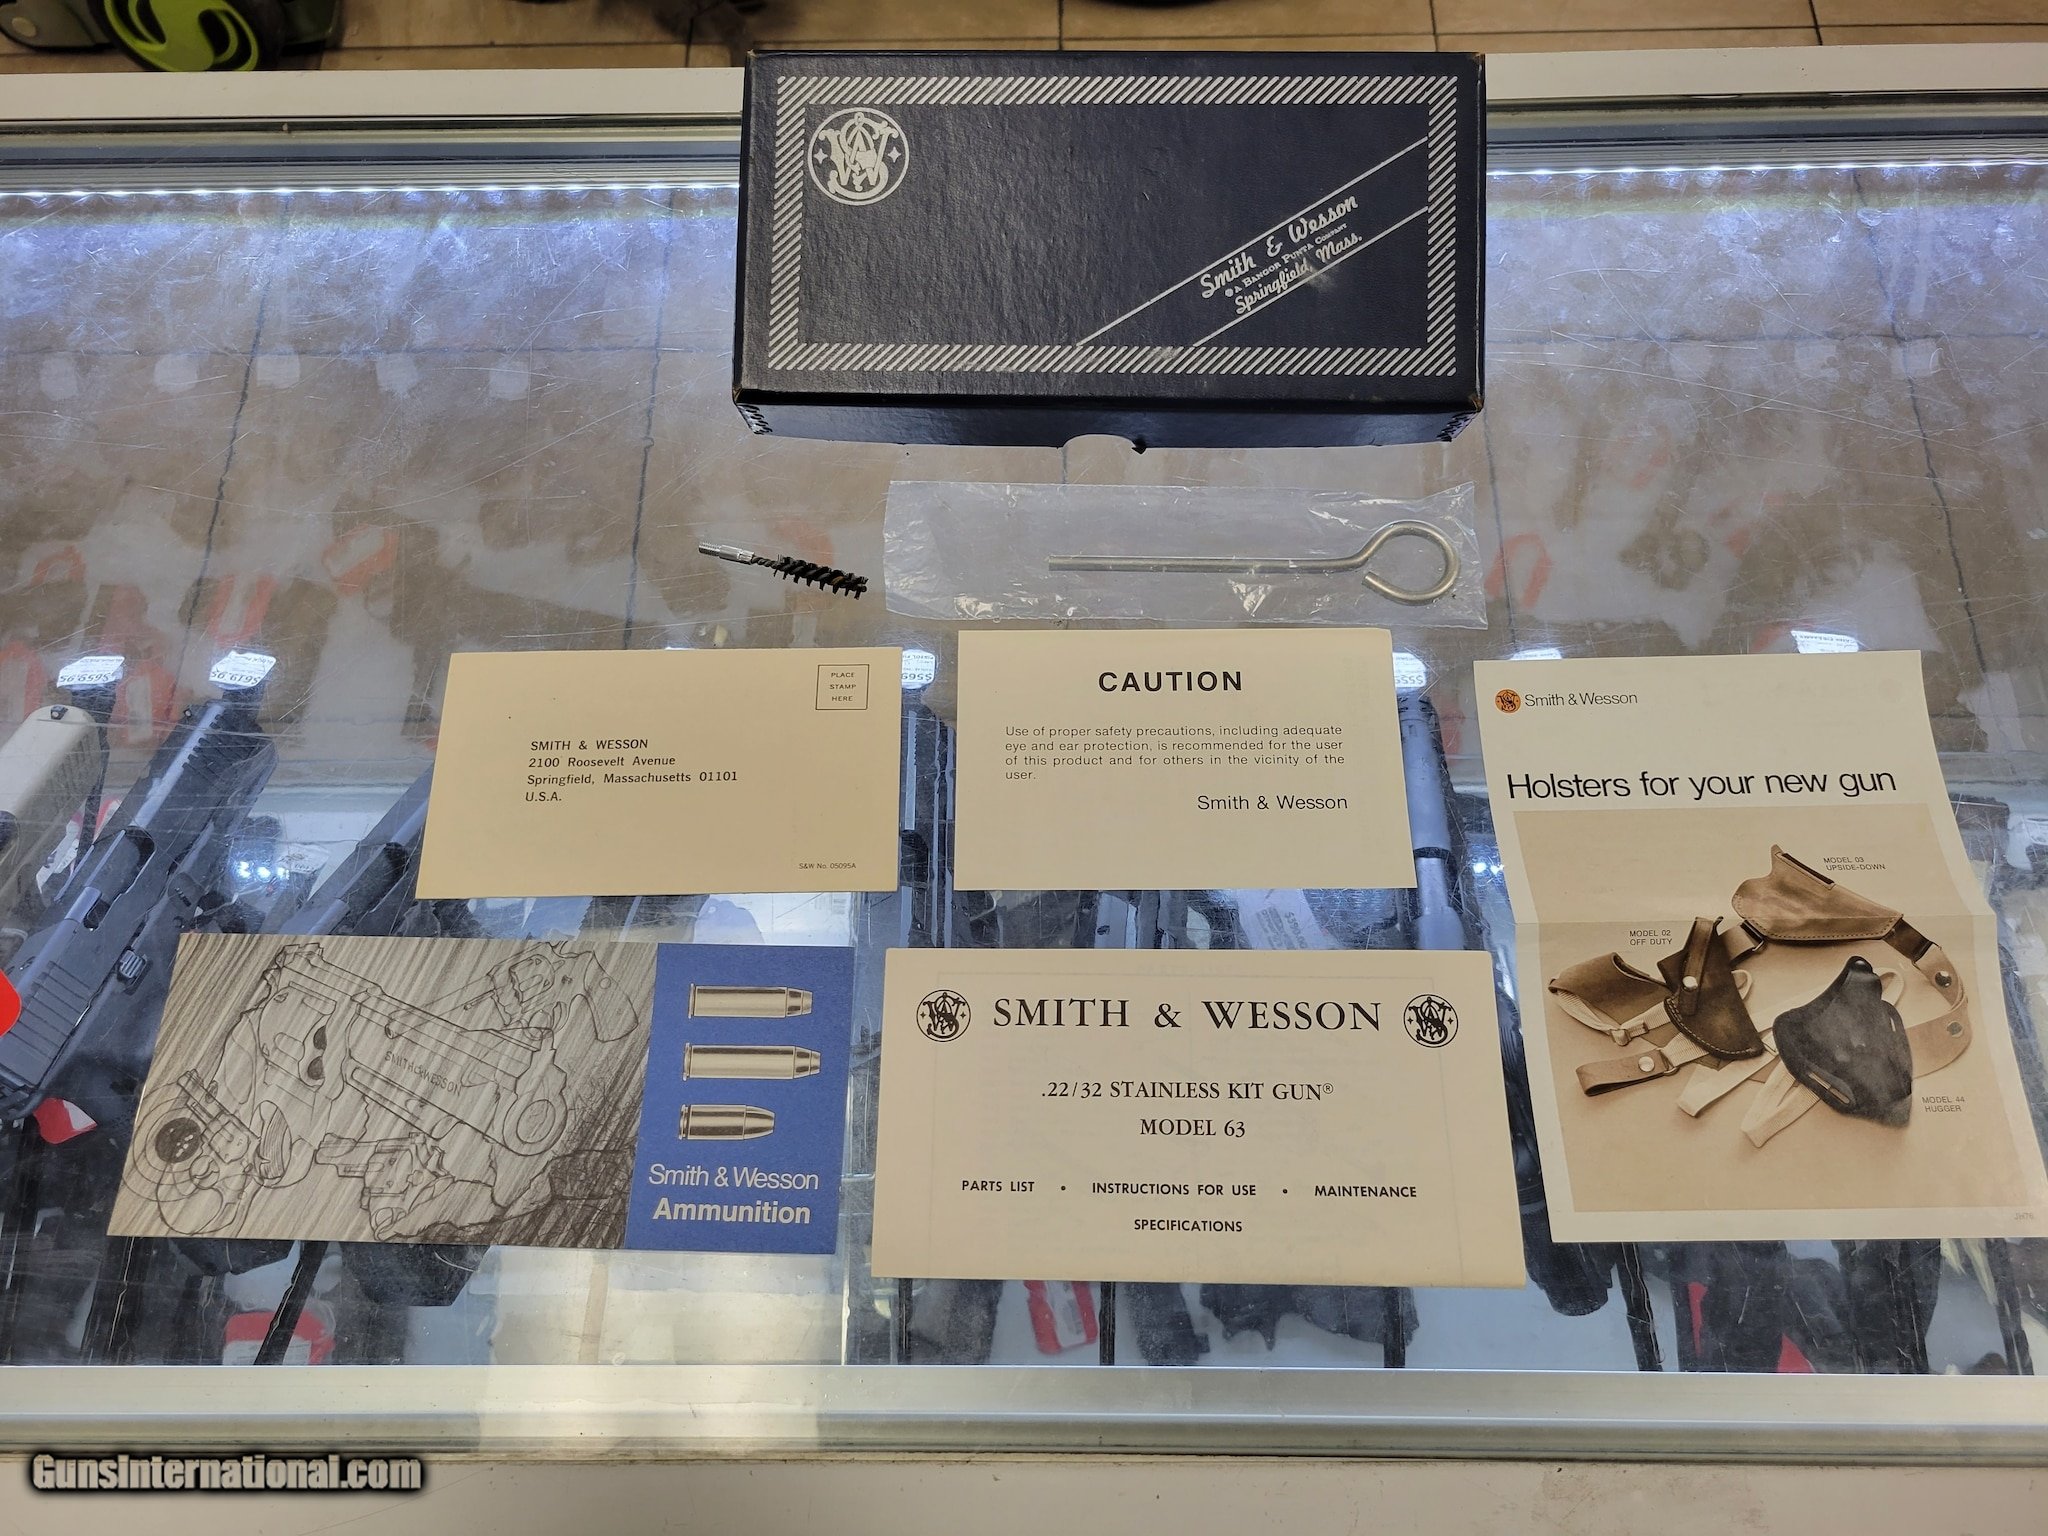 Smith & Wesson
A BANGOR PUNTA COMPANY
Springfield, Mass.
PLACE
STAMP
HERE
SMITH & WESSON
2100 Roosevelt Avenue
Springfield, Massachusetts 01101
U.S.A.
S&W No. 05095A
CAUTION
Use of proper safety precautions, including adequate
eye and ear protection, is recommended for the user
of this product and for others in the vicinity of the
user.
Smith & Wesson
Smith & Wesson
Holsters for your new gun
MODEL 03
UPSIDE-DOWN
MODEL 02
OFF DUTY
MODEL 44
HUGGER
JH76
SMITH & WESSON
Smith & Wesson
Ammunition
SMITH & WESSON
.22/32 STAINLESS KIT GUN®
MODEL 63
PARTS LIST • INSTRUCTIONS FOR USE • MAINTENANCE
SPECIFICATIONS
GunsInternational.com